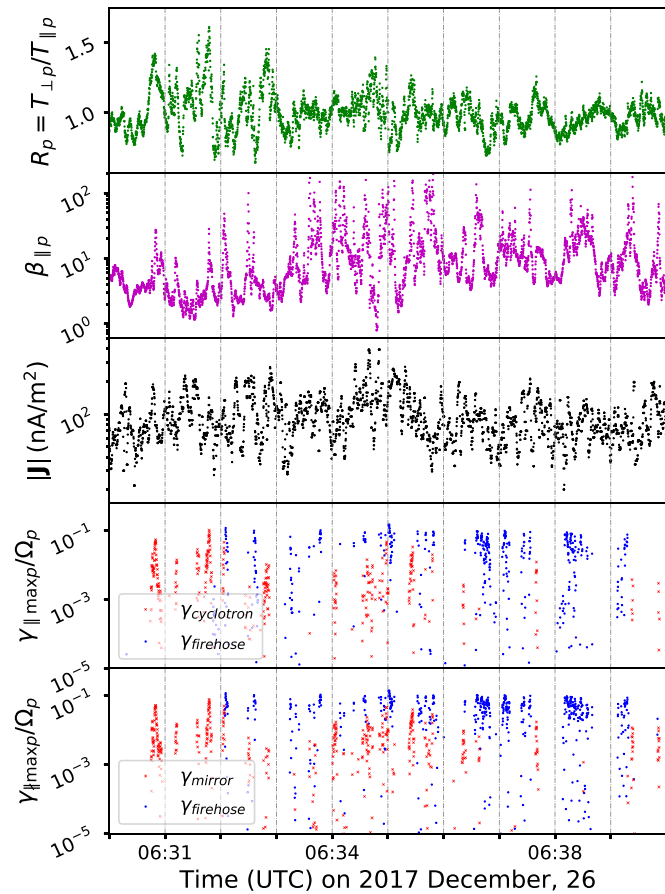 R_p = T_⊥p/T_∥p
1.5
1.0
β_∥p
10^2
10^1
10^0
|J| (nA/m^2)
10^2
γ_∥maxp/Ω_p
10^-1
10^-3
10^-5
γ_cyclotron
γ_firehose
γ_∦maxp/Ω_p
10^-1
10^-3
10^-5
γ_mirror
γ_firehose
06:31
06:34
06:36
06:38
Time (UTC) on 2017 December, 26